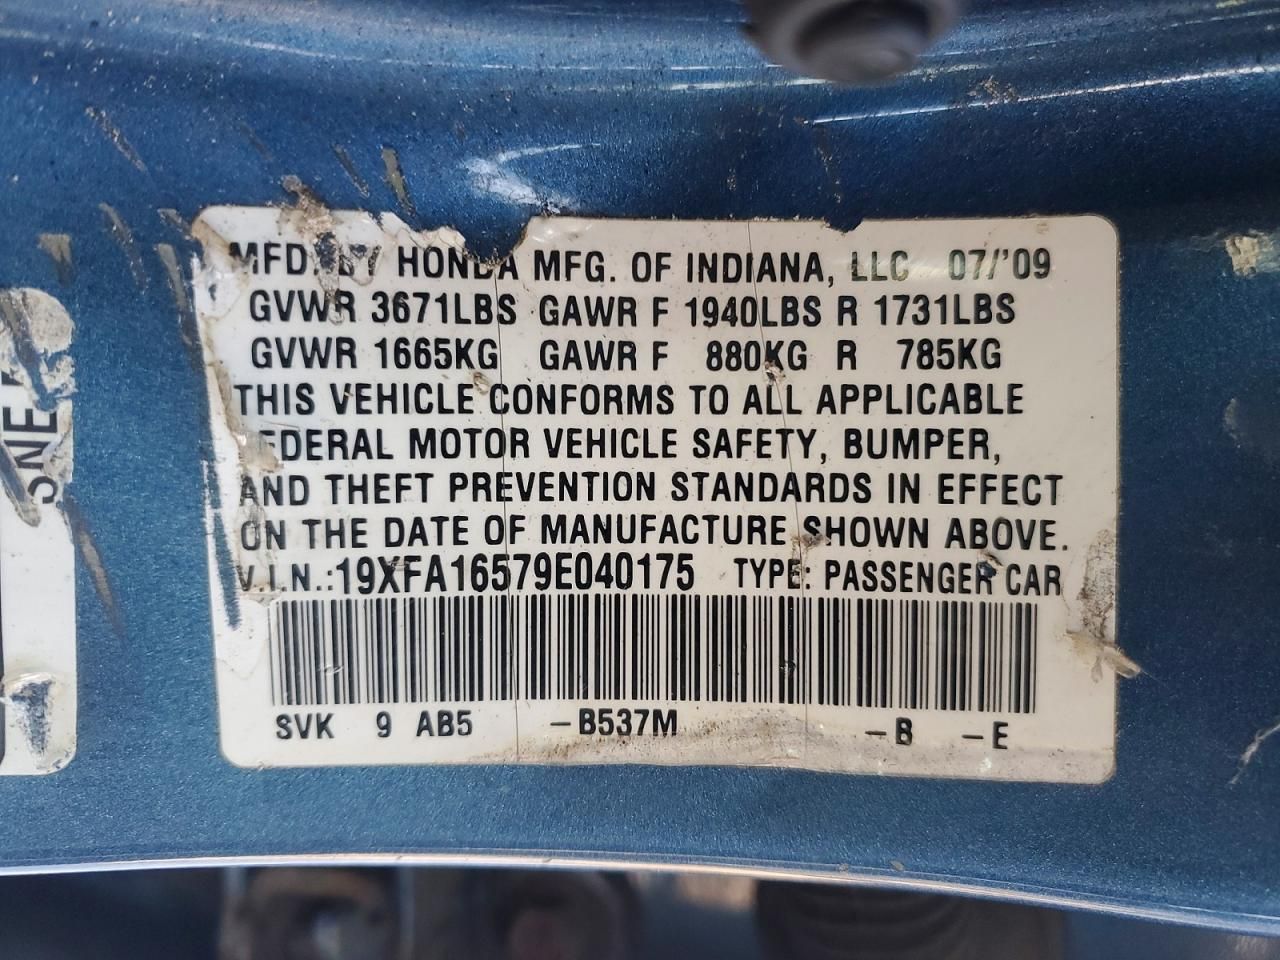 MFD. BY HONDA MFG. OF INDIANA, LLC 07/'09
GVWR 3671LBS GAWR F 1940LBS R 1731LBS
GVWR 1665KG GAWR F 880KG R 785KG
THIS VEHICLE CONFORMS TO ALL APPLICABLE
FEDERAL MOTOR VEHICLE SAFETY, BUMPER,
AND THEFT PREVENTION STANDARDS IN EFFECT
ON THE DATE OF MANUFACTURE SHOWN ABOVE.
V.I.N.:19XFA16579E040175 TYPE: PASSENGER CAR
SVK 9 AB5 -B537M -B -E